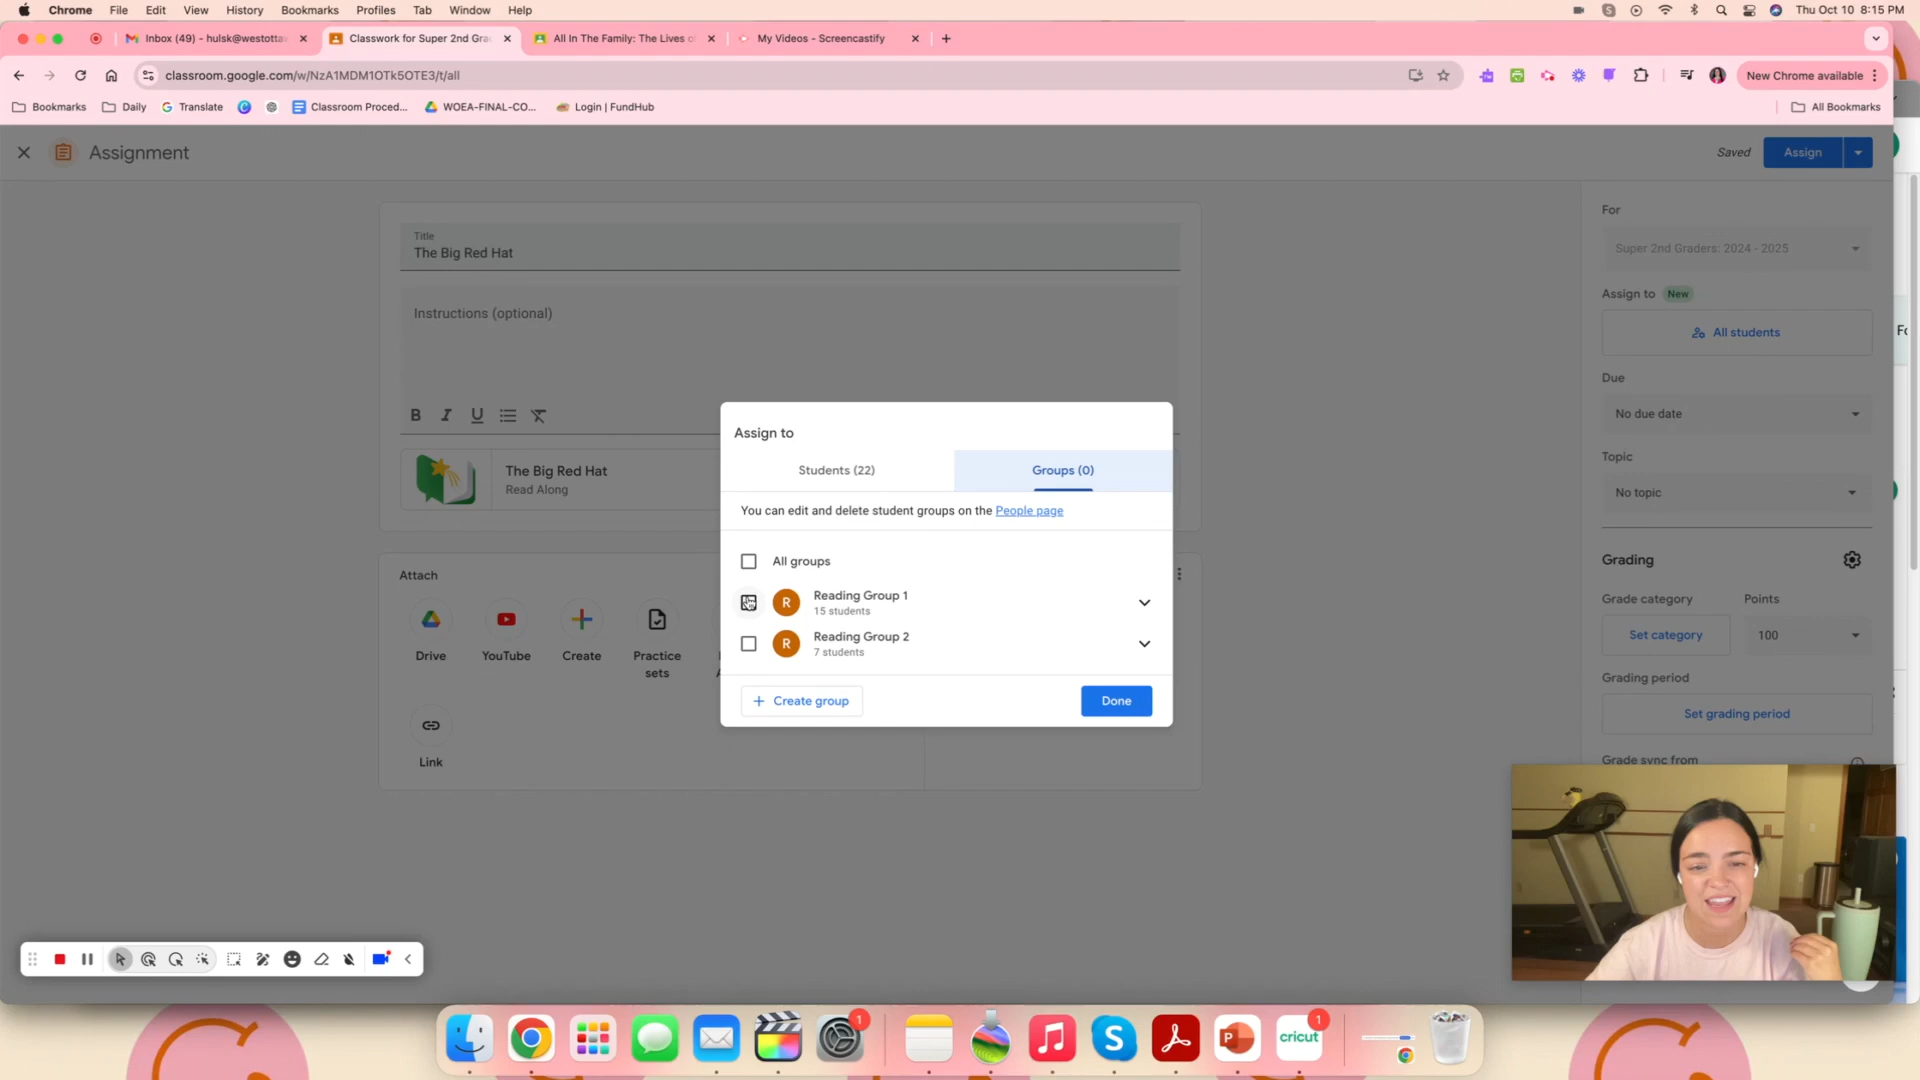 Chrome File Edit View History Bookmarks Profiles Tab Window Help
Thu Oct 10 8:15 PM
Inbox (49) - hulsk@westotta
Classwork for Super 2nd Gra
All In The Family: The Lives o
My Videos - Screencastify
classroom.google.com/w/NzA1MDM1OTk5OTE3/t/all
New Chrome available
Bookmarks
Daily
Translate
Classroom Proced...
WOEA-FINAL-CO...
Login | FundHub
All Bookmarks
Assignment
Saved
Assign
Title
The Big Red Hat
Instructions (optional)
B I U
The Big Red Hat
Read Along
Attach
Drive
YouTube
Create
Practice sets
Link
Assign to
Students (22)
Groups (0)
You can edit and delete student groups on the People page
All groups
R
Reading Group 1
15 students
R
Reading Group 2
7 students
+ Create group
Done
For
Super 2nd Graders: 2024 - 2025
Assign to New
All students
Due
No due date
Topic
No topic
Grading
Grade category
Points
Set category
100
Grading period
Set grading period
Grade sync from
1
P
cricut
1